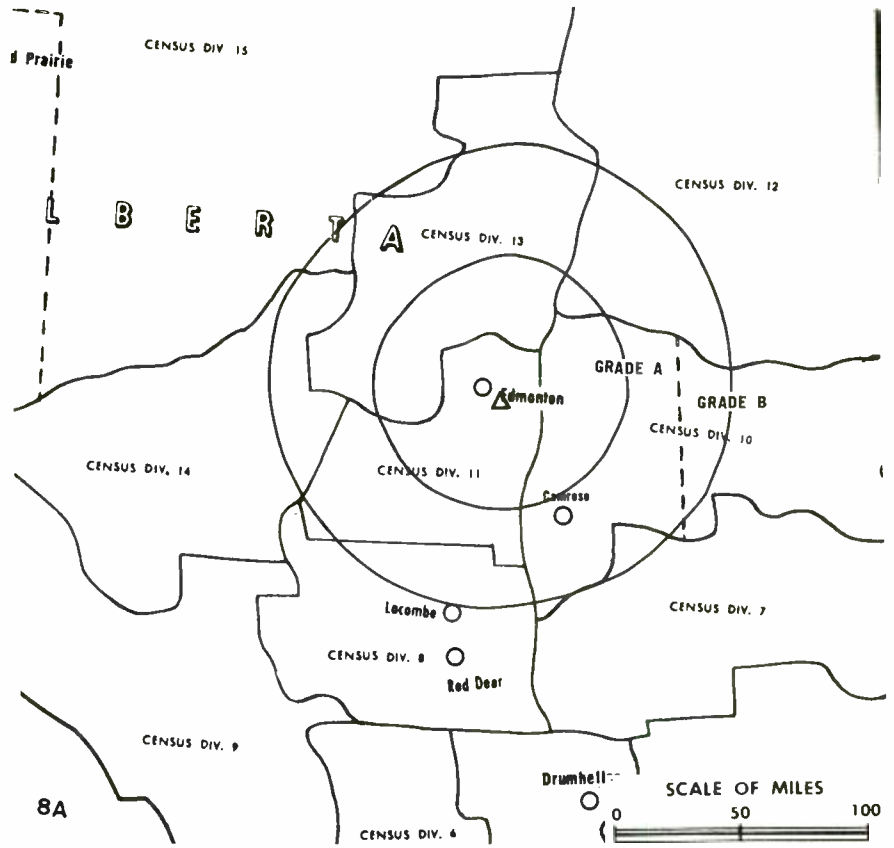 CENSUS DIV 15
d Prairie
CENSUS DIV. 12
L B E R T A
CENSUS DIV. 13
GRADE A
Edmonton
GRADE B
CENSUS DIV. 10
CENSUS DIV. 14
CENSUS DIV. 11
Camrose
Lacombe
CENSUS DIV. 7
CENSUS DIV. 8
Red Deer
CENSUS DIV. 9
Drumhell
SCALE OF MILES
8A
0 50 100
CENSUS DIV. 6